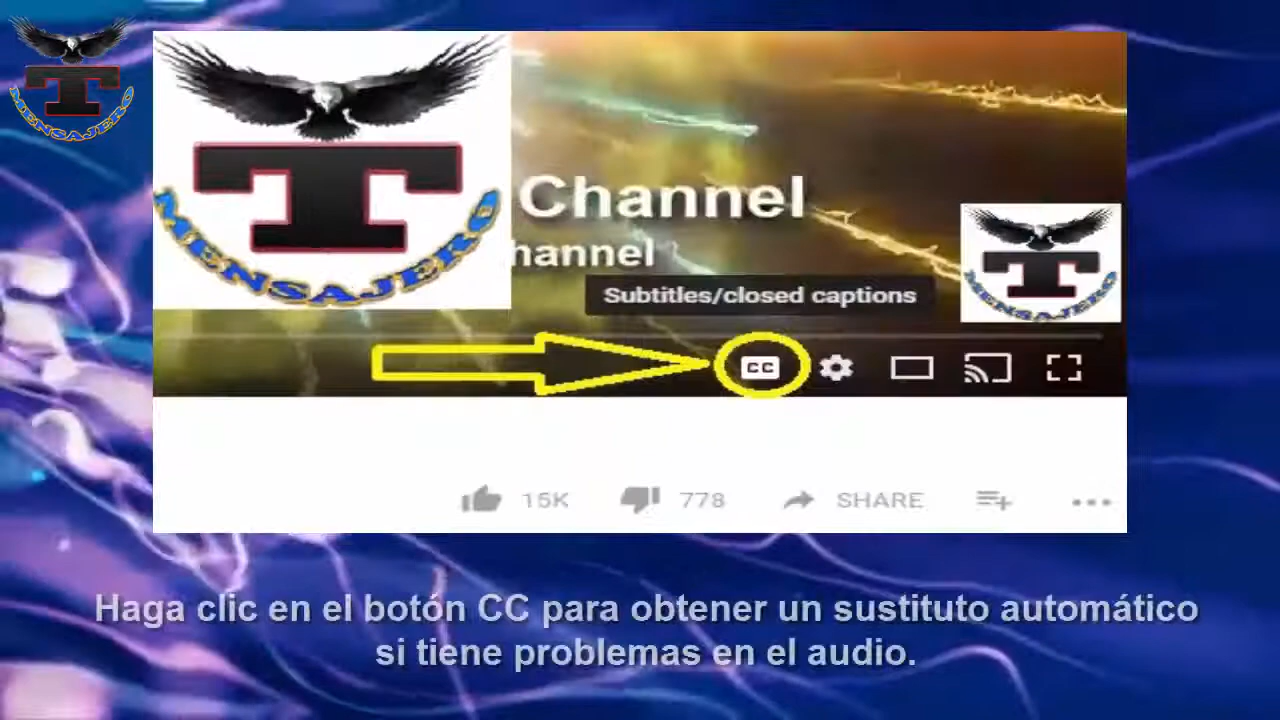 T
MENSAJERO
T
MENSAJERO
Channel
hannel
Subtitles/closed captions
T
MENSAJERO
CC
15K
778
SHARE
Haga clic en el botón CC para obtener un sustituto automático
si tiene problemas en el audio.